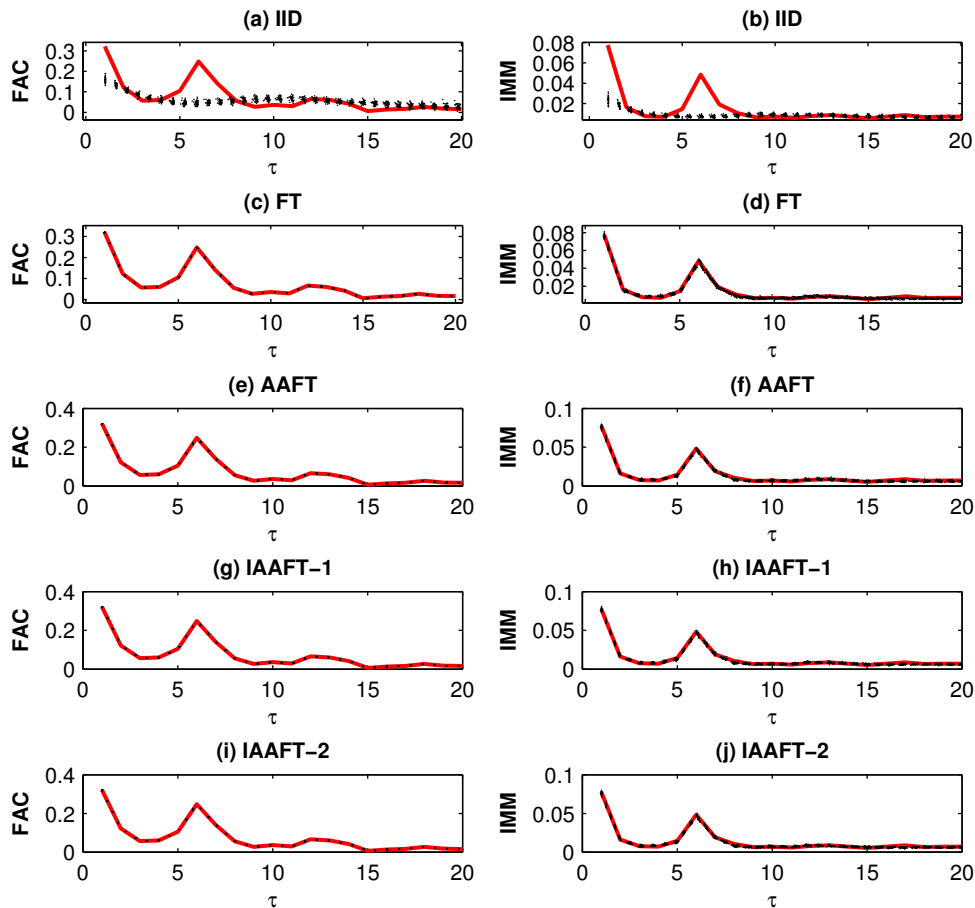 (a) IID
FAC
0.3
0.2
0.1
0
0 5 10 15 20
τ
(b) IID
IMM
0.08
0.06
0.04
0.02
0 5 10 15 20
τ
(c) FT
FAC
0.3
0.2
0.1
0
0 5 10 15 20
τ
(d) FT
IMM
0.08
0.06
0.04
0.02
0 5 10 15 20
τ
(e) AAFT
FAC
0.4
0.2
0
0 5 10 15 20
τ
(f) AAFT
IMM
0.1
0.05
0
0 5 10 15 20
τ
(g) IAAFT−1
FAC
0.4
0.2
0
0 5 10 15 20
τ
(h) IAAFT−1
IMM
0.1
0.05
0
0 5 10 15 20
τ
(i) IAAFT−2
FAC
0.4
0.2
0
0 5 10 15 20
τ
(j) IAAFT−2
IMM
0.1
0.05
0
0 5 10 15 20
τ